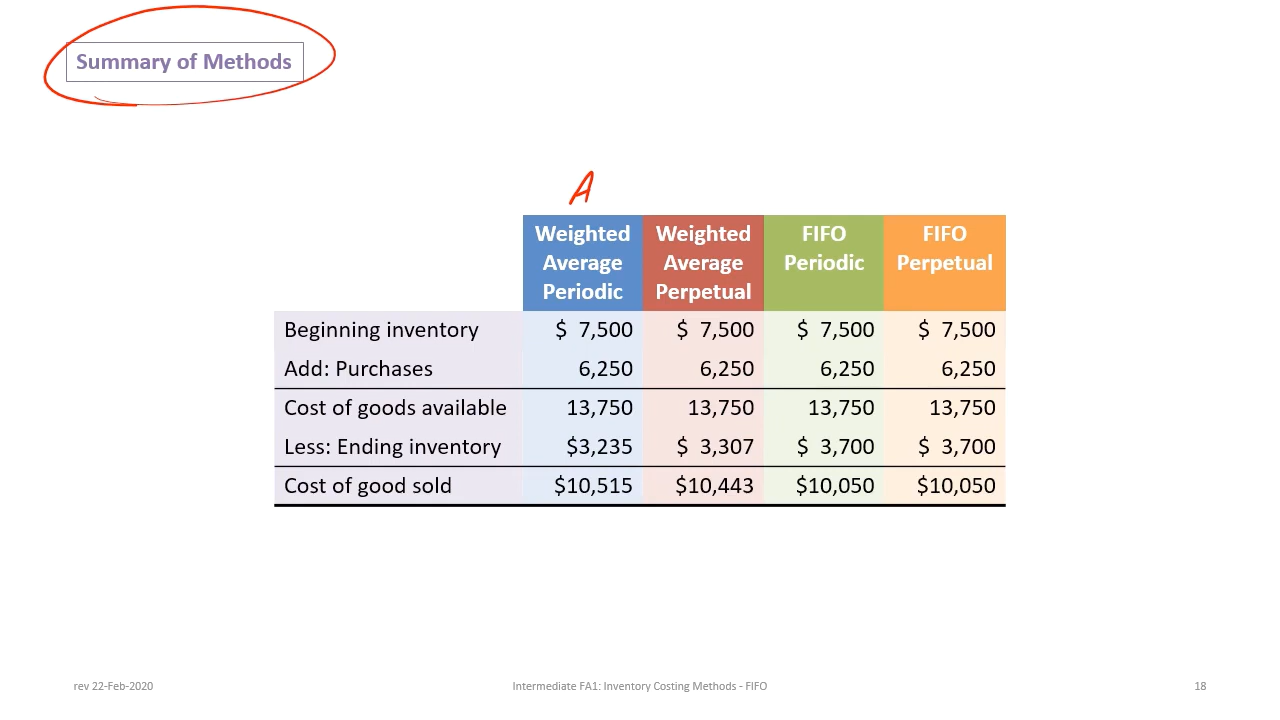 Summary of Methods
A
Weighted Average Periodic Weighted Average Perpetual FIFO Periodic FIFO Perpetual
Beginning inventory $ 7,500 $ 7,500 $ 7,500 $ 7,500
Add: Purchases 6,250 6,250 6,250 6,250
Cost of goods available 13,750 13,750 13,750 13,750
Less: Ending inventory $3,235 $ 3,307 $ 3,700 $ 3,700
Cost of good sold $10,515 $10,443 $10,050 $10,050
rev 22-Feb-2020 Intermediate FA1: Inventory Costing Methods - FIFO 18